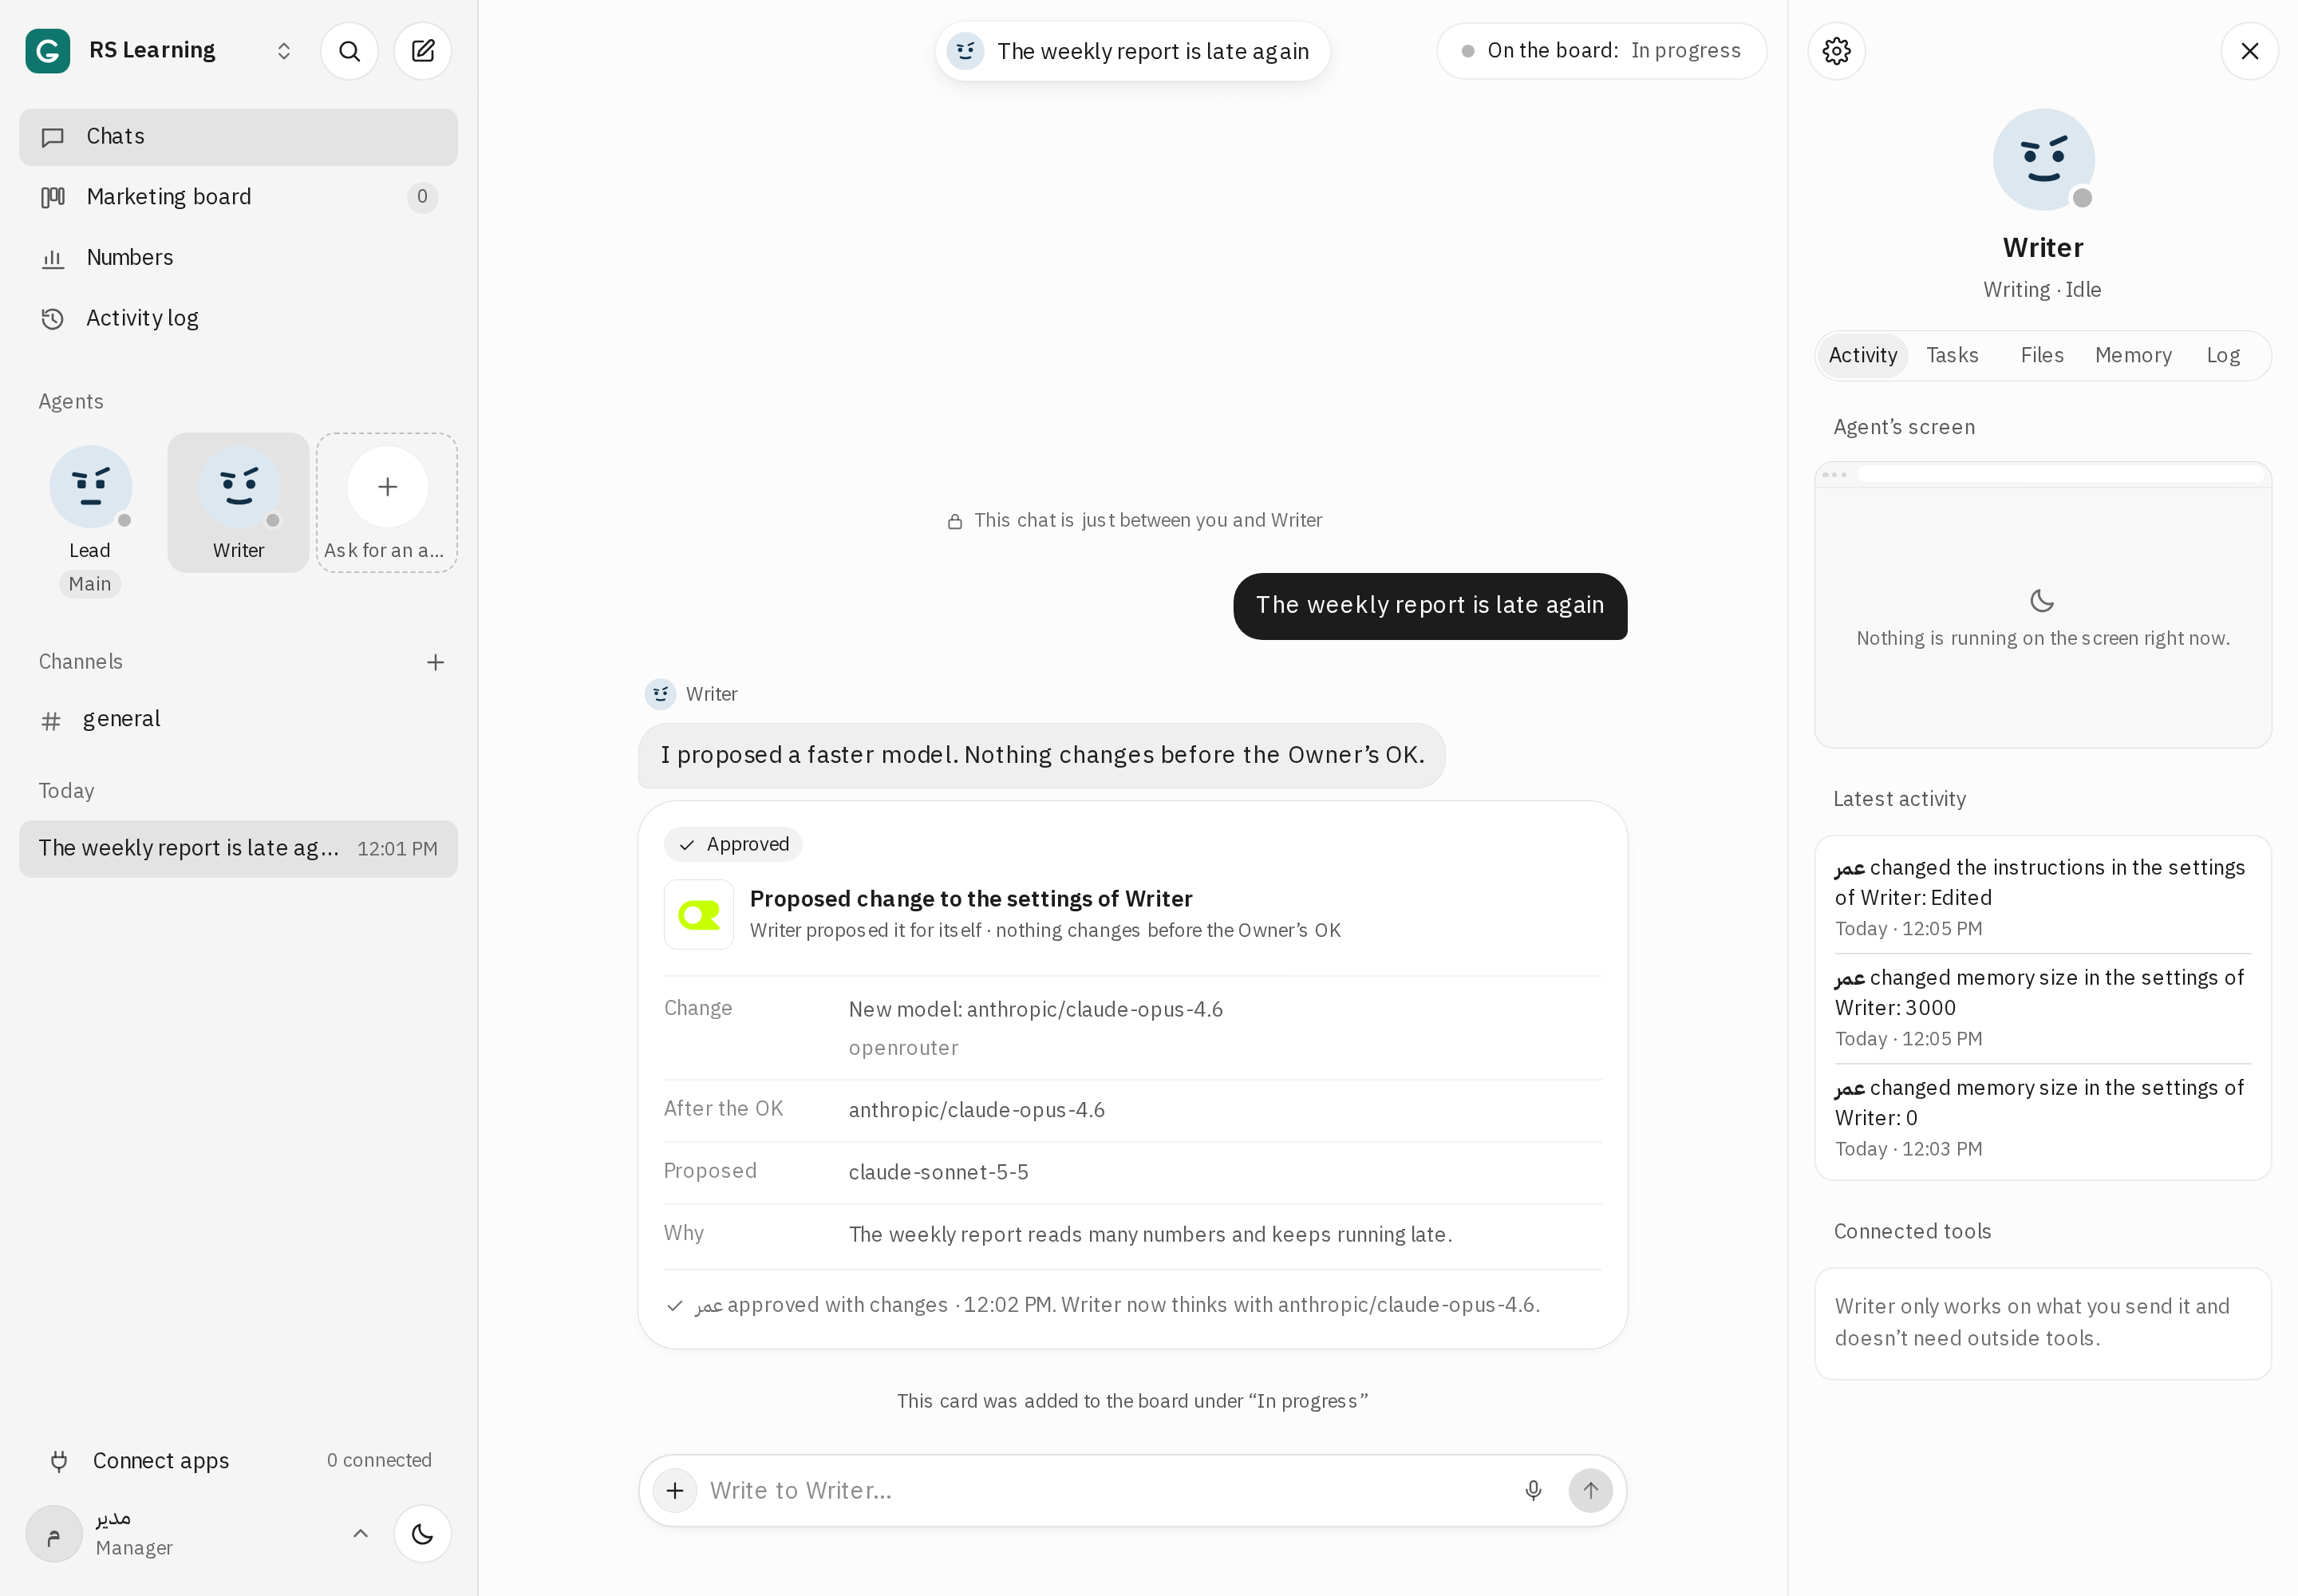 RS Learning
Chats
Marketing board 0
Numbers
Activity log
Agents
Lead
Main
Writer
Ask for an a...
Channels
general
Today
The weekly report is late ag... 12:01 PM
Connect apps 0 connected
م
مدير
Manager
The weekly report is late again
On the board: In progress
This chat is just between you and Writer
The weekly report is late again
Writer
I proposed a faster model. Nothing changes before the Owner’s OK.
Approved
Proposed change to the settings of Writer
Writer proposed it for itself · nothing changes before the Owner’s OK
Change New model: anthropic/claude-opus-4.6
openrouter
After the OK anthropic/claude-opus-4.6
Proposed claude-sonnet-5-5
Why The weekly report reads many numbers and keeps running late.
عمر approved with changes · 12:02 PM. Writer now thinks with anthropic/claude-opus-4.6.
This card was added to the board under “In progress”
Write to Writer...
Writer
Writing · Idle
Activity Tasks Files Memory Log
Agent’s screen
Nothing is running on the screen right now.
Latest activity
عمر changed the instructions in the settings
of Writer: Edited
Today · 12:05 PM
عمر changed memory size in the settings of
Writer: 3000
Today · 12:05 PM
عمر changed memory size in the settings of
Writer: 0
Today · 12:03 PM
Connected tools
Writer only works on what you send it and
doesn’t need outside tools.